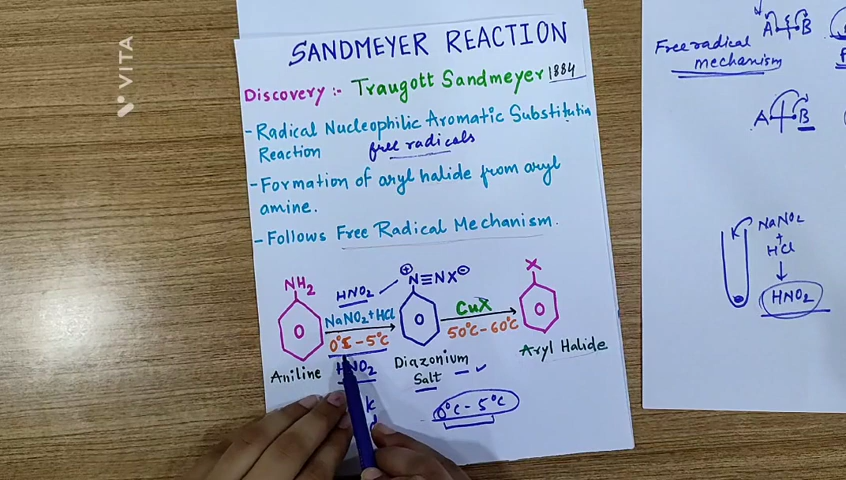 VITA
SANDMEYER REACTION
Discovery :- Traugott Sandmeyer 1884
- Radical Nucleophilic Aromatic Substitution
Reaction free radicals
- Formation of aryl halide from aryl
amine.
- Follows Free Radical Mechanism.
NH2
HNO2
NaNO2 + HCl
0°C - 5°C
HNO2
Aniline
⊕
N≡NX⊖
Diazonium
Salt
0°C - 5°C
CuX
50°C - 60°C
X
Aryl Halide
Free radical
mechanism
A B
A B
NaNO2
+
HCl
↓
HNO2